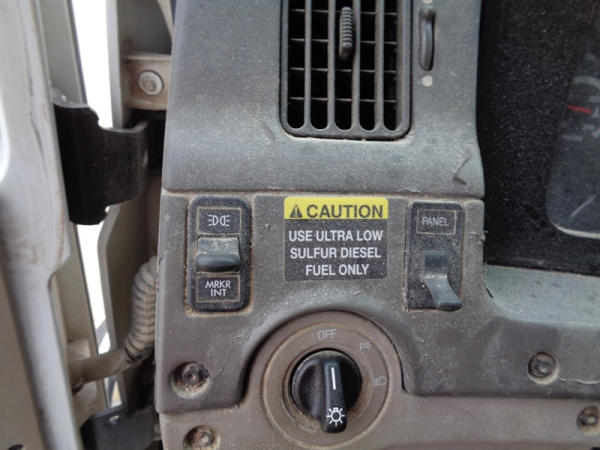 CAUTION
USE ULTRA LOW
SULFUR DIESEL
FUEL ONLY
PANEL
MRKR
INT
OFF
P